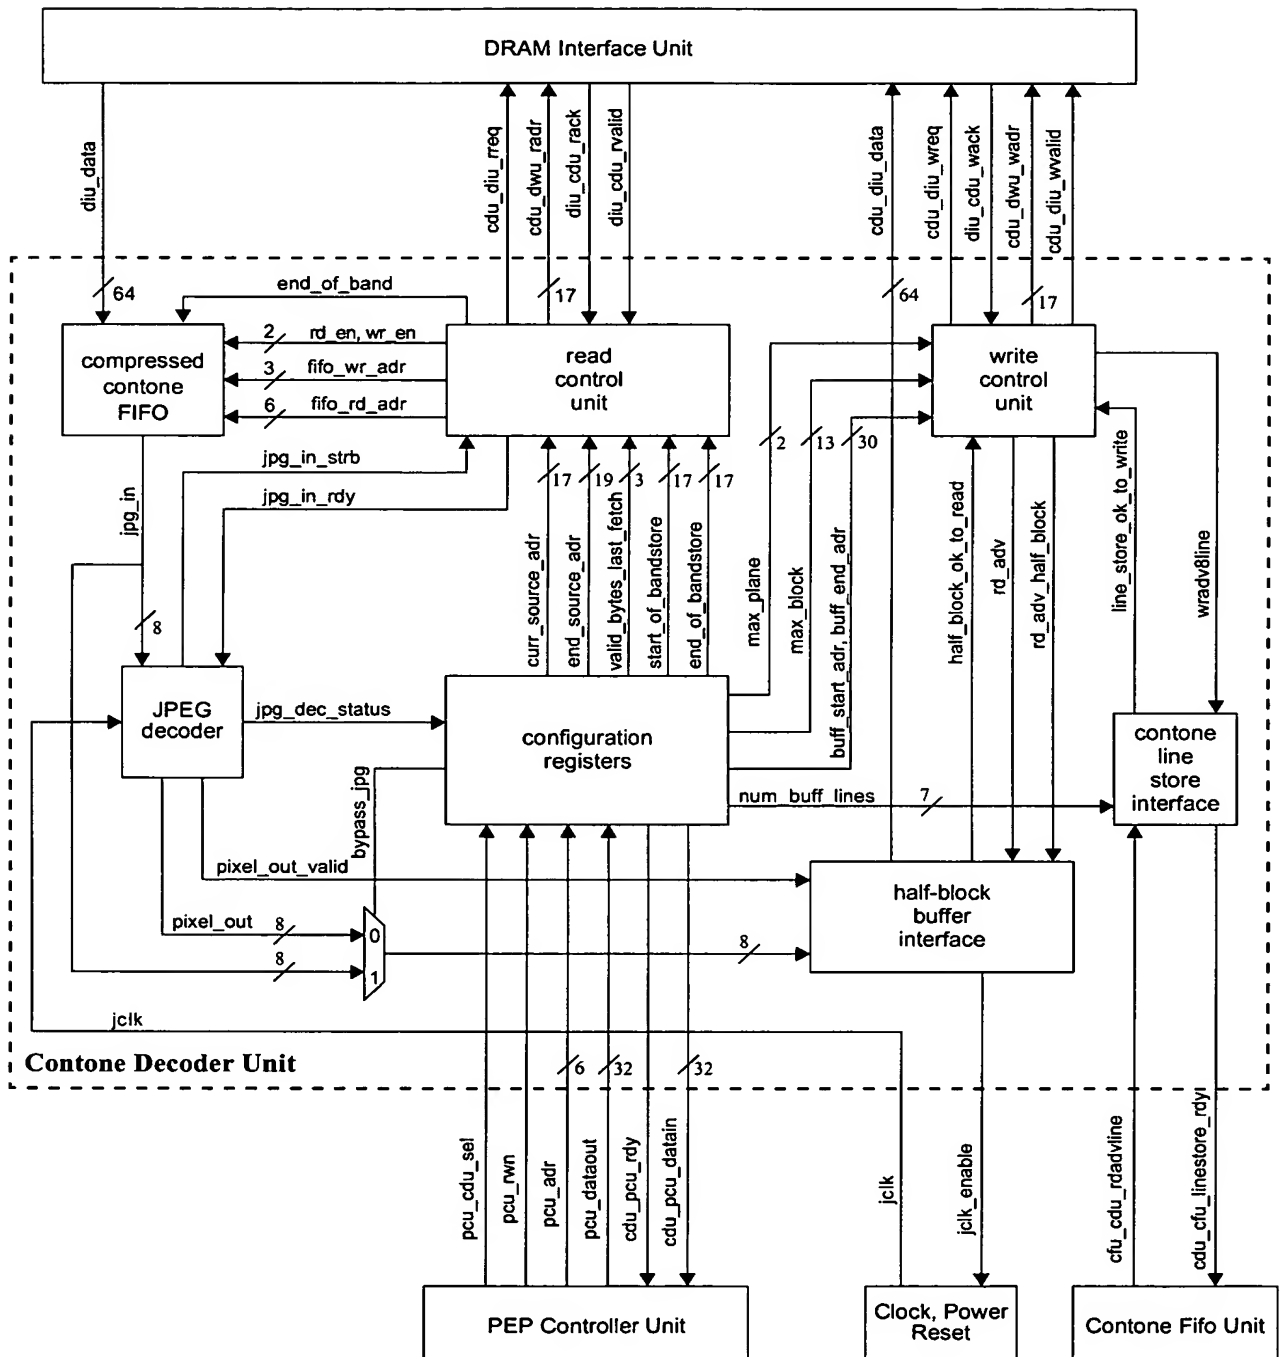 DRAM Interface Unit
diu_data
cdu_diu_rreq
cdu_dwu_radr
diu_cdu_rack
diu_cdu_rvalid
cdu_diu_data
cdu_diu_wreq
diu_cdu_wack
cdu_dwu_wadr
cdu_diu_wvalid
64
end_of_band
17
64
17
compressed
contone
FIFO
2
rd_en, wr_en
3
fifo_wr_adr
6
fifo_rd_adr
read
control
unit
write
control
unit
2
13
30
jpg_in_strb
jpg_in_rdy
jpg_in
8
17
19
3
17
17
curr_source_adr
end_source_adr
valid_bytes_last_fetch
start_of_bandstore
end_of_bandstore
max_plane
max_block
buff_start_adr, buff_end_adr
half_block_ok_to_read
rd_adv
rd_adv_half_block
line_store_ok_to_write
wradv8line
JPEG
decoder
jpg_dec_status
configuration
registers
contone
line
store
interface
bypass_jpg
num_buff_lines
7
pixel_out_valid
pixel_out
8
0
8
1
8
half-block
buffer
interface
jclk
Contone Decoder Unit
6
32
32
pcu_cdu_sel
pcu_rwn
pcu_adr
pcu_dataout
cdu_pcu_rdy
cdu_pcu_datain
jclk
jclk_enable
cfu_cdu_rdadvline
cdu_cfu_linestore_rdy
PEP Controller Unit
Clock, Power
Reset
Contone Fifo Unit